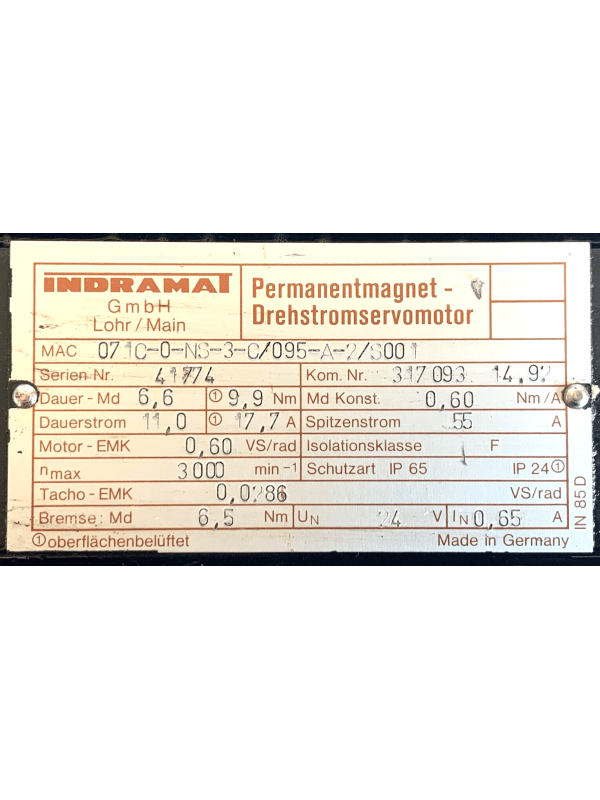 INDRAMAT
GmbH
Lohr/Main
Permanentmagnet-
Drehstromservomotor
MAC 071C-0-NS-3-C/095-A-2/S001
Serien Nr. 41774 Kom. Nr. 317093 14,92
Dauer-Md 6,6 ① 9,9 Nm Md Konst. 0,60 Nm/A
Dauerstrom 11,0 ① 17,7 A Spitzenstrom 55 A
Motor-EMK 0,60 VS/rad Isolationsklasse F
nmax 3000 min-1 Schutzart IP 65 IP 24①
Tacho-EMK 0,0286 VS/rad
Bremse: Md 6,5 Nm UN 24 V IN 0,65 A
①oberflächenbelüftet Made in Germany
IN 85D